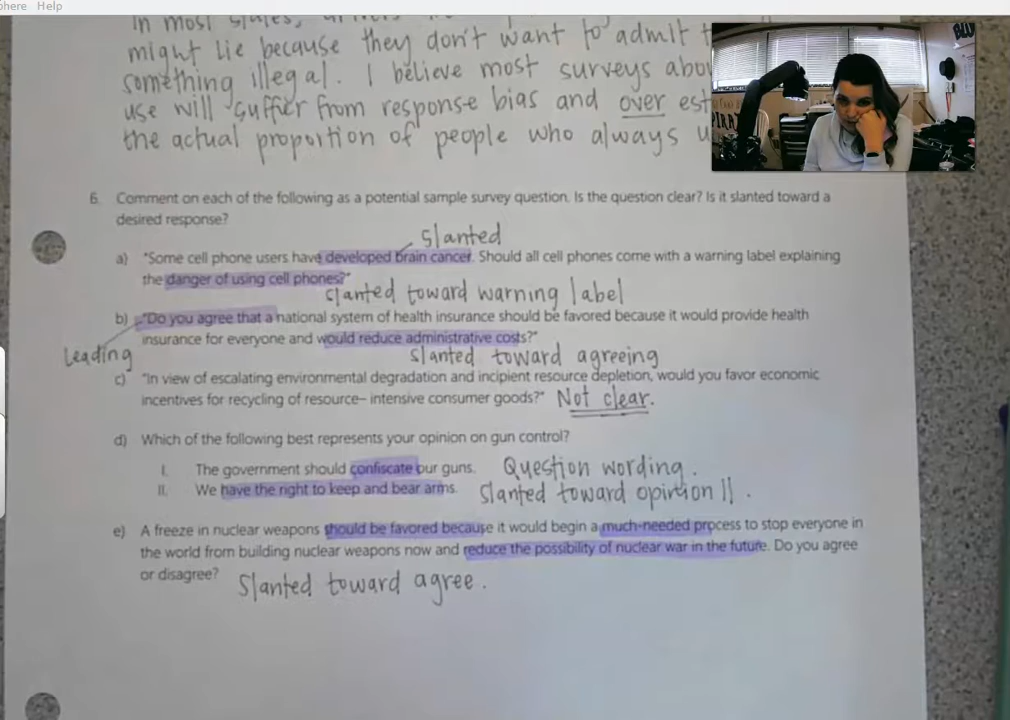 Help
In most states,
might lie because they don't want to admit
something illegal. I believe most surveys
use will suffer from response bias and over
the actual proportion of people who always
6. Comment on each of the following as a potential sample survey question. Is the question clear? Is it slanted toward a
desired response?
Slanted
a) "Some cell phone users have developed brain cancer. Should all cell phones come with a warning label explaining
the danger of using cell phones?"
slanted toward warning label
b) "Do you agree that a national system of health insurance should be favored because it would provide health
insurance for everyone and would reduce administrative costs?"
Leading
slanted toward agreeing
c) "In view of escalating environmental degradation and incipient resource depletion, would you favor economic
incentives for recycling of resource– intensive consumer goods?" Not clear.
d) Which of the following best represents your opinion on gun control?
I. The government should confiscate our guns. Question wording.
II. We have the right to keep and bear arms. Slanted toward opinion II.
e) A freeze in nuclear weapons should be favored because it would begin a much-needed process to stop everyone in
the world from building nuclear weapons now and reduce the possibility of nuclear war in the future. Do you agree
or disagree? Slanted toward agree.